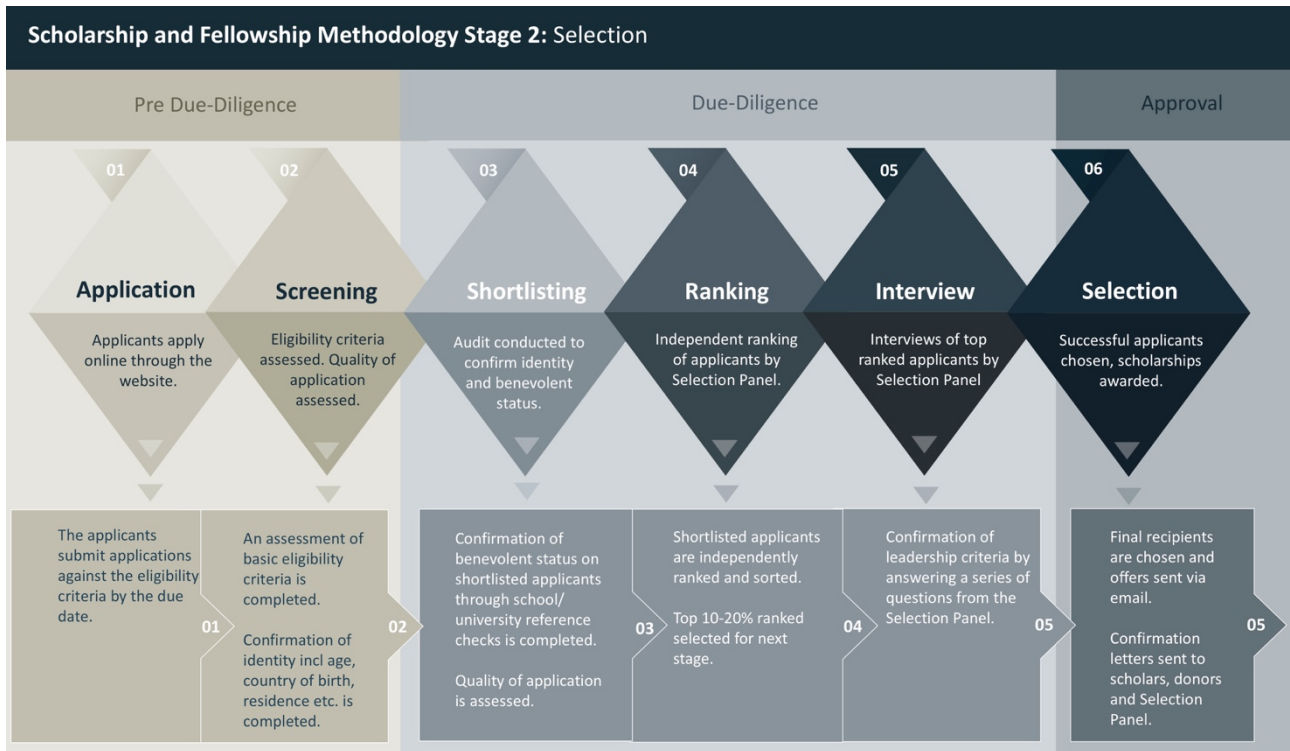 Scholarship and Fellowship Methodology Stage 2: Selection
Pre Due-Diligence
Due-Diligence
Approval
01
02
03
04
05
06
Application
Applicants apply
online through the
website.
Screening
Eligibility criteria
assessed. Quality of
application
assessed.
Shortlisting
Audit conducted to
confirm identity
and benevolent
status.
Ranking
Independent ranking
of applicants by
Selection Panel.
Interview
Interviews of top
ranked applicants by
Selection Panel
Selection
Successful applicants
chosen, scholarships
awarded.
The applicants
submit applications
against the eligibility
criteria by the due
date.
01
An assessment of
basic eligibility
criteria is
completed.
Confirmation of
identity incl age,
country of birth,
residence etc. is
completed.
02
Confirmation of
benevolent status on
shortlisted applicants
through school/
university reference
checks is completed.
Quality of application
is assessed.
03
Shortlisted applicants
are independently
ranked and sorted.
Top 10-20% ranked
selected for next
stage.
04
Confirmation of
leadership criteria by
answering a series of
questions from the
Selection Panel.
05
Final recipients
are chosen and
offers sent via
email.
Confirmation
letters sent to
scholars, donors
and Selection
Panel.
05